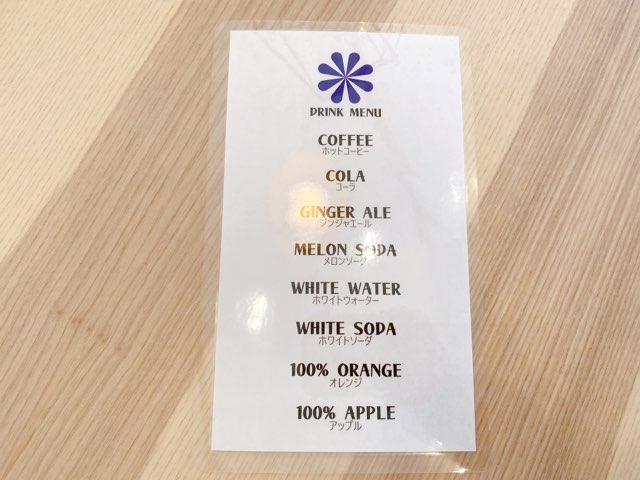 DRINK MENU
COFFEE
ホットコーヒー
COLA
コーラ
GINGER ALE
ジンジャエール
MELON SODA
メロンソーダ
WHITE WATER
ホワイトウォーター
WHITE SODA
ホワイトソーダ
100% ORANGE
オレンジ
100% APPLE
アップル